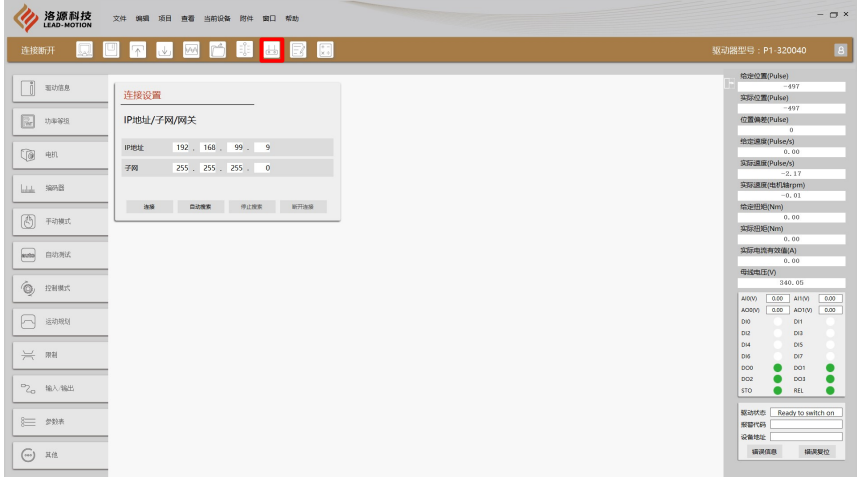 洛源科技
LEAD-MOTION
文件 编辑 项目 查看 当前设备 附件 窗口 帮助
连接断开
驱动器型号：P1-320040
驱动信息
功率等级
电机
编码器
手动模式
auto 自动测试
控制模式
运动规划
限制
输入/输出
参数表
其他
连接设置
IP地址/子网/网关
IP地址 192 . 168 . 99 . 9
子网 255 . 255 . 255 . 0
连接 自动搜索 停止搜索 断开连接
给定位置(Pulse)
-497
实际位置(Pulse)
-497
位置偏差(Pulse)
0
给定速度(Pulse/s)
0.00
实际速度(Pulse/s)
-2.17
实际速度(电机轴rpm)
-0.01
给定扭矩(Nm)
0.00
实际扭矩(Nm)
0.00
实际电流有效值(A)
0.00
母线电压(V)
340.05
AI0(V) 0.00 AI1(V) 0.00
AO0(V) 0.00 AO1(V) 0.00
DI0 DI1
DI2 DI3
DI4 DI5
DI6 DI7
DO0 DO1
DO2 DO3
STO REL
驱动状态 Ready to switch on
报警代码
设备地址
错误信息 错误复位